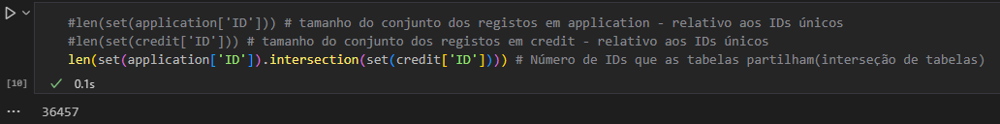 #len(set(application['ID'])) # tamanho do conjunto dos registos em application - relativo aos IDs únicos
#len(set(credit['ID'])) # tamanho do conjunto dos registos em credit - relativo aos IDs únicos
len(set(application['ID']).intersection(set(credit['ID']))) # Número de IDs que as tabelas partilham(interseção de tabelas)
[10]
0.1s
36457